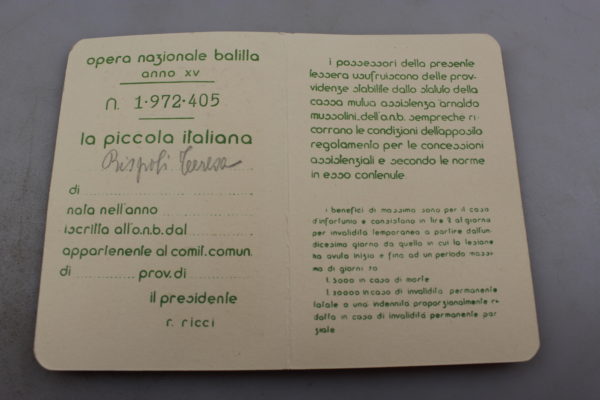 opera nazionale balilla
anno xv
n. 1·972·405
la piccola italiana
Rispoli Teresa
di
nata nell'anno
iscritta all'o.n.b. dal
appartenente al comit. comun.
di prov. di
il presidente
r. ricci
i possessori della presente
tessera usufruiscono delle prov-
videnze stabilite dallo statuto della
cassa mutua assistenza arnaldo
mussolini dell'o.n.b. sempreche ri-
corrano le condizioni dell'apposito
regolamento per le concessioni
assistenziali e secondo le norme
in esso contenute.
i benefici di massima sono per il caso
d'infortunio e consistono in lire 2 al giorno
per invalidità temporanea a partire dall'un-
dicesimo giorno da quello in cui la lesione
ha avuto inizio e fino ad un periodo massi-
mo di giorni 70
l. 5000 in caso di morte
l. 20000 in caso di invalidità permanente
totale o una indennità proporzionalmente ri-
dotta in caso di invalidità permanente par-
ziale